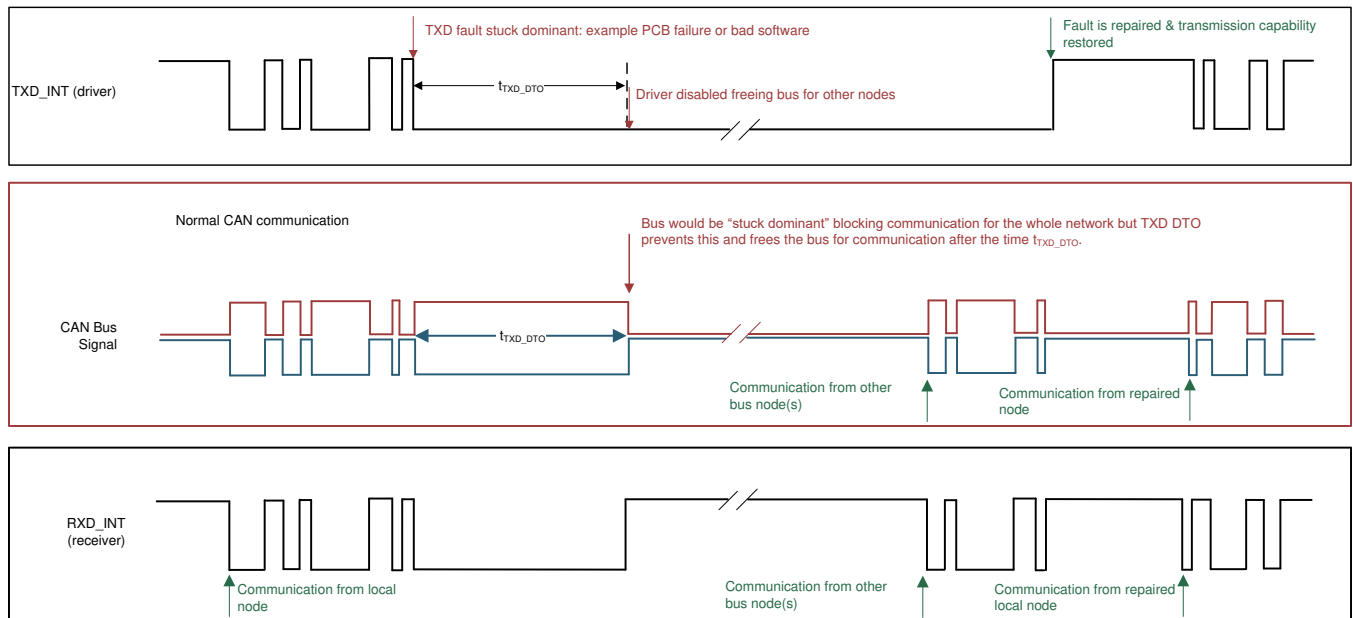 TXD fault stuck dominant: example PCB failure or bad software
Fault is repaired & transmission capability
restored
TXD_INT (driver)
tTXD_DTO
Driver disabled freeing bus for other nodes
Normal CAN communication
Bus would be “stuck dominant” blocking communication for the whole network but TXD DTO
prevents this and frees the bus for communication after the time tTXD_DTO.
CAN Bus
Signal
tTXD_DTO
Communication from other
bus node(s)
Communication from repaired
node
RXD_INT
(receiver)
Communication from local
node
Communication from other
bus node(s)
Communication from repaired
local node